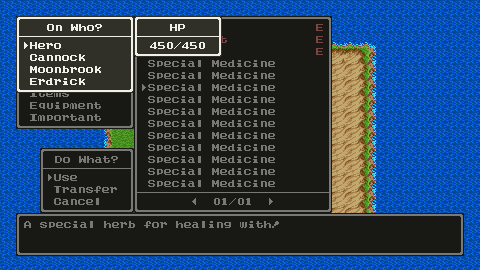 On Who?
Hero
Cannock
Moonbrook
Erdrick
HP
450/450
E
t E
E
Special Medicine
Special Medicine
Special Medicine
Special Medicine
Special Medicine
Special Medicine
Special Medicine
Special Medicine
Special Medicine
Special Medicine
Special Medicine
01/01
Items
Equipment
Important
Do What?
Use
Transfer
Cancel
A special herb for healing with!